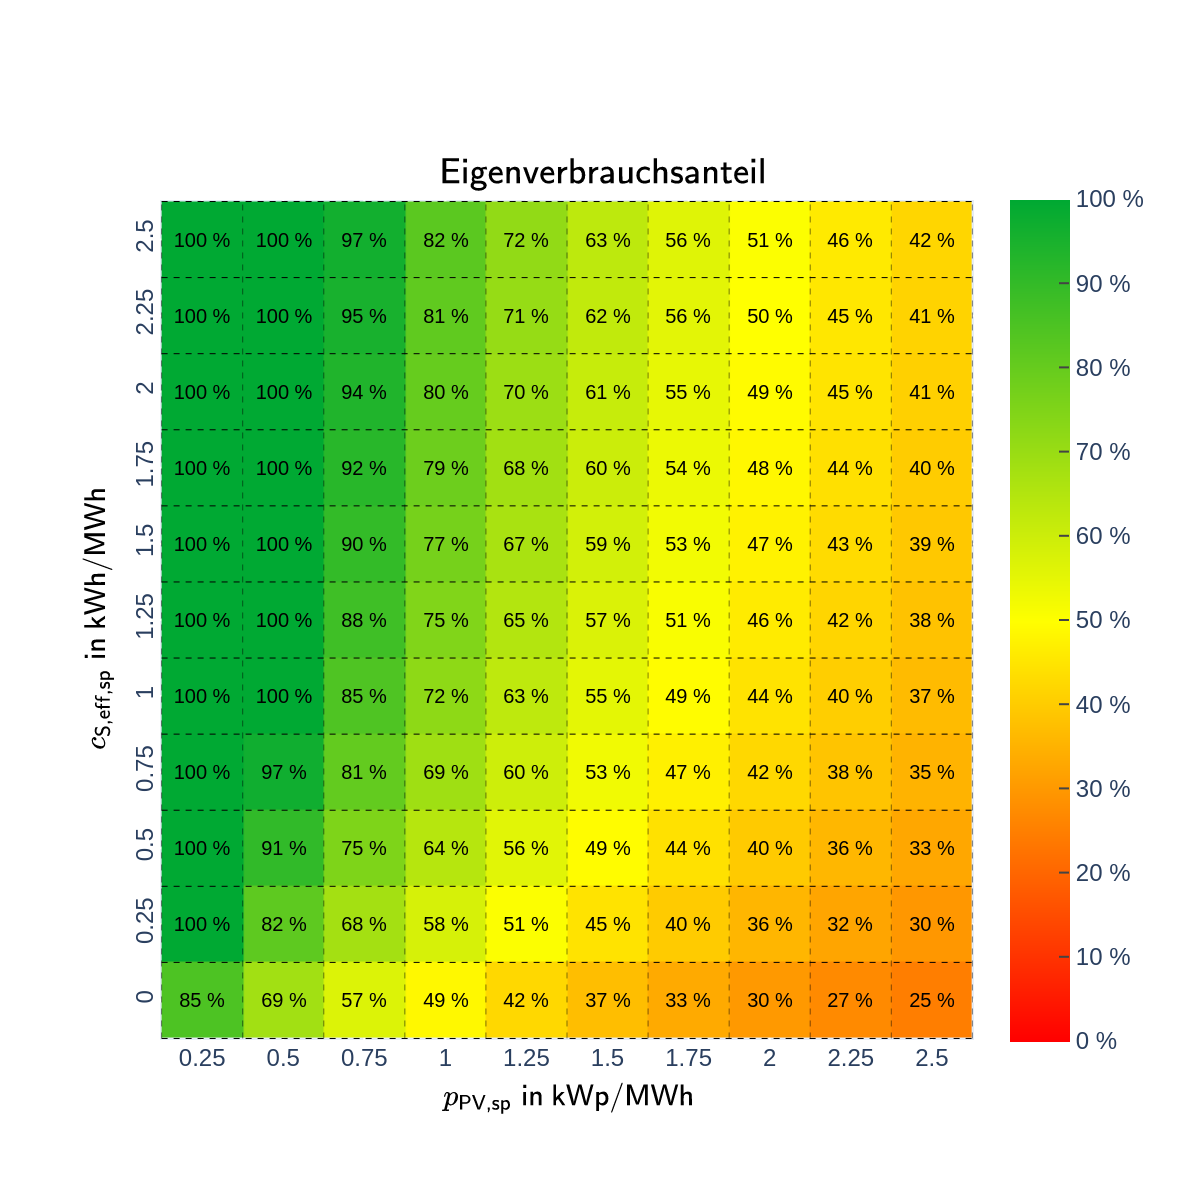 Eigenverbrauchsanteil
2.5 100 % 100 % 97 % 82 % 72 % 63 % 56 % 51 % 46 % 42 %
2.25 100 % 100 % 95 % 81 % 71 % 62 % 56 % 50 % 45 % 41 %
2 100 % 100 % 94 % 80 % 70 % 61 % 55 % 49 % 45 % 41 %
1.75 100 % 100 % 92 % 79 % 68 % 60 % 54 % 48 % 44 % 40 %
1.5 100 % 100 % 90 % 77 % 67 % 59 % 53 % 47 % 43 % 39 %
1.25 100 % 100 % 88 % 75 % 65 % 57 % 51 % 46 % 42 % 38 %
1 100 % 100 % 85 % 72 % 63 % 55 % 49 % 44 % 40 % 37 %
0.75 100 % 97 % 81 % 69 % 60 % 53 % 47 % 42 % 38 % 35 %
0.5 100 % 91 % 75 % 64 % 56 % 49 % 44 % 40 % 36 % 33 %
0.25 100 % 82 % 68 % 58 % 51 % 45 % 40 % 36 % 32 % 30 %
0 85 % 69 % 57 % 49 % 42 % 37 % 33 % 30 % 27 % 25 %
0.25 0.5 0.75 1 1.25 1.5 1.75 2 2.25 2.5
pPV,sp in kWp/MWh
cS,eff,sp in kWh/MWh
100 %
90 %
80 %
70 %
60 %
50 %
40 %
30 %
20 %
10 %
0 %